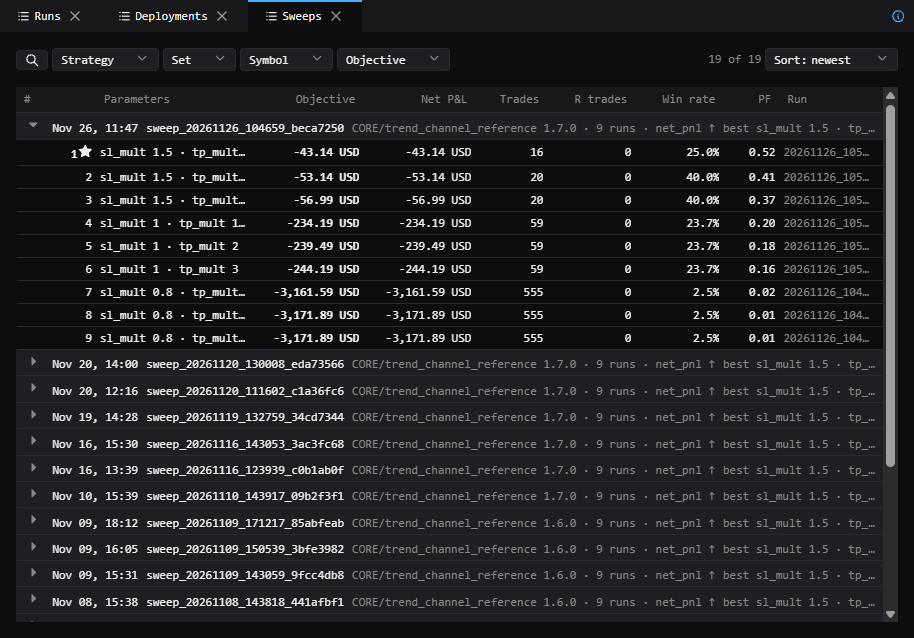 Runs Deployments Sweeps
Strategy Set Symbol Objective 19 of 19 Sort: newest
# Parameters Objective Net P&L Trades R trades Win rate PF Run
Nov 26, 11:47 sweep_20261126_104659_beca7250 CORE/trend_channel_reference 1.7.0 · 9 runs · net_pnl ↑ best sl_mult 1.5 · tp_…
1★ sl_mult 1.5 · tp_mult… -43.14 USD -43.14 USD 16 0 25.0% 0.52 20261126_105…
2 sl_mult 1.5 · tp_mult… -53.14 USD -53.14 USD 20 0 40.0% 0.41 20261126_105…
3 sl_mult 1.5 · tp_mult… -56.99 USD -56.99 USD 20 0 40.0% 0.37 20261126_105…
4 sl_mult 1 · tp_mult 1… -234.19 USD -234.19 USD 59 0 23.7% 0.20 20261126_105…
5 sl_mult 1 · tp_mult 2 -239.49 USD -239.49 USD 59 0 23.7% 0.18 20261126_105…
6 sl_mult 1 · tp_mult 3 -244.19 USD -244.19 USD 59 0 23.7% 0.16 20261126_105…
7 sl_mult 0.8 · tp_mult… -3,161.59 USD -3,161.59 USD 555 0 2.5% 0.02 20261126_104…
8 sl_mult 0.8 · tp_mult… -3,171.89 USD -3,171.89 USD 555 0 2.5% 0.01 20261126_104…
9 sl_mult 0.8 · tp_mult… -3,171.89 USD -3,171.89 USD 555 0 2.5% 0.01 20261126_104…
Nov 20, 14:00 sweep_20261120_130008_eda73566 CORE/trend_channel_reference 1.7.0 · 9 runs · net_pnl ↑ best sl_mult 1.5 · tp_…
Nov 20, 12:16 sweep_20261120_111602_c1a36fc6 CORE/trend_channel_reference 1.7.0 · 9 runs · net_pnl ↑ best sl_mult 1.5 · tp_…
Nov 19, 14:28 sweep_20261119_132759_34cd7344 CORE/trend_channel_reference 1.7.0 · 9 runs · net_pnl ↑ best sl_mult 1.5 · tp_…
Nov 16, 15:30 sweep_20261116_143053_3ac3fc68 CORE/trend_channel_reference 1.7.0 · 9 runs · net_pnl ↑ best sl_mult 1.5 · tp_…
Nov 16, 13:39 sweep_20261116_123939_c0b1ab0f CORE/trend_channel_reference 1.7.0 · 9 runs · net_pnl ↑ best sl_mult 1.5 · tp_…
Nov 10, 15:39 sweep_20261110_143917_09b2f3f1 CORE/trend_channel_reference 1.7.0 · 9 runs · net_pnl ↑ best sl_mult 1.5 · tp_…
Nov 09, 18:12 sweep_20261109_171217_85abfeab CORE/trend_channel_reference 1.6.0 · 9 runs · net_pnl ↑ best sl_mult 1.5 · tp_…
Nov 09, 16:05 sweep_20261109_150539_3bfe3982 CORE/trend_channel_reference 1.6.0 · 9 runs · net_pnl ↑ best sl_mult 1.5 · tp_…
Nov 09, 15:31 sweep_20261109_143059_9fcc4db8 CORE/trend_channel_reference 1.6.0 · 9 runs · net_pnl ↑ best sl_mult 1.5 · tp_…
Nov 08, 15:38 sweep_20261108_143818_441afbf1 CORE/trend_channel_reference 1.6.0 · 9 runs · net_pnl ↑ best sl_mult 1.5 · tp_…